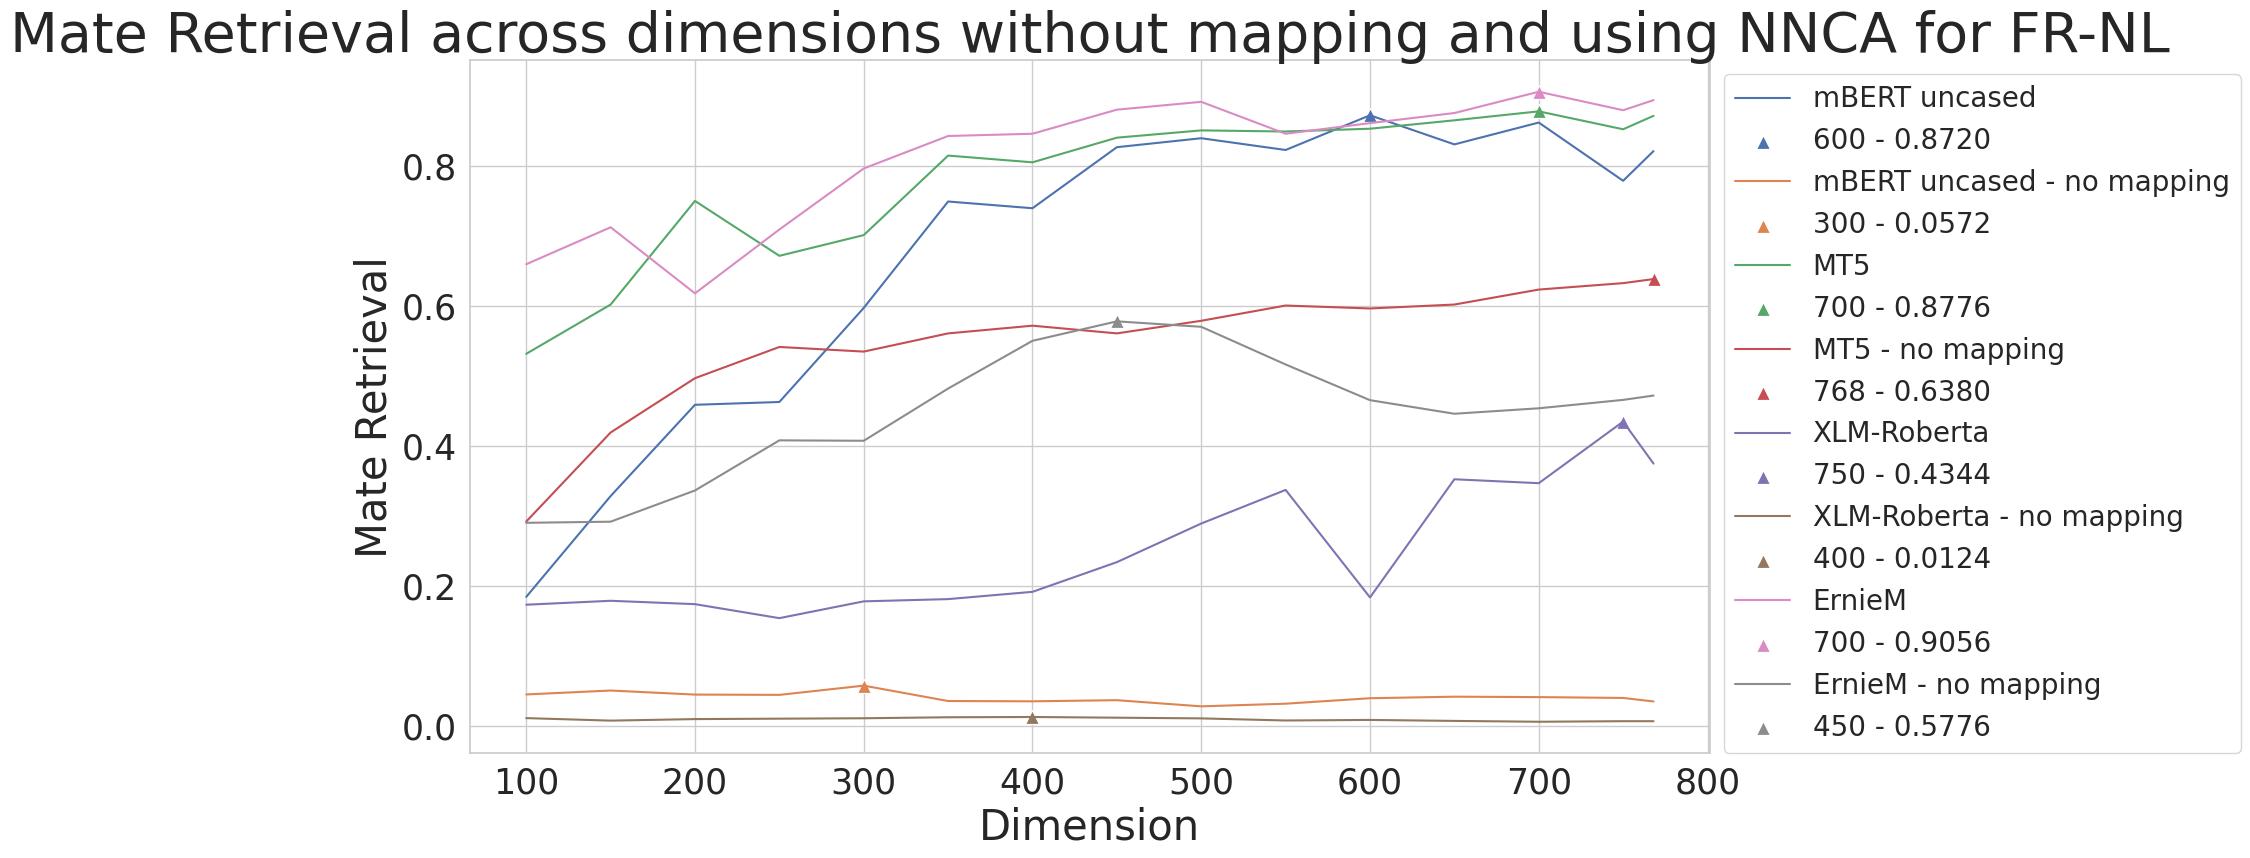 Mate Retrieval across dimensions without mapping and using NNCA for FR-NL
Mate Retrieval
0.8
0.6
0.4
0.2
0.0
100 200 300 400 500 600 700 800
Dimension
mBERT uncased
600 - 0.8720
mBERT uncased - no mapping
300 - 0.0572
MT5
700 - 0.8776
MT5 - no mapping
768 - 0.6380
XLM-Roberta
750 - 0.4344
XLM-Roberta - no mapping
400 - 0.0124
ErnieM
700 - 0.9056
ErnieM - no mapping
450 - 0.5776